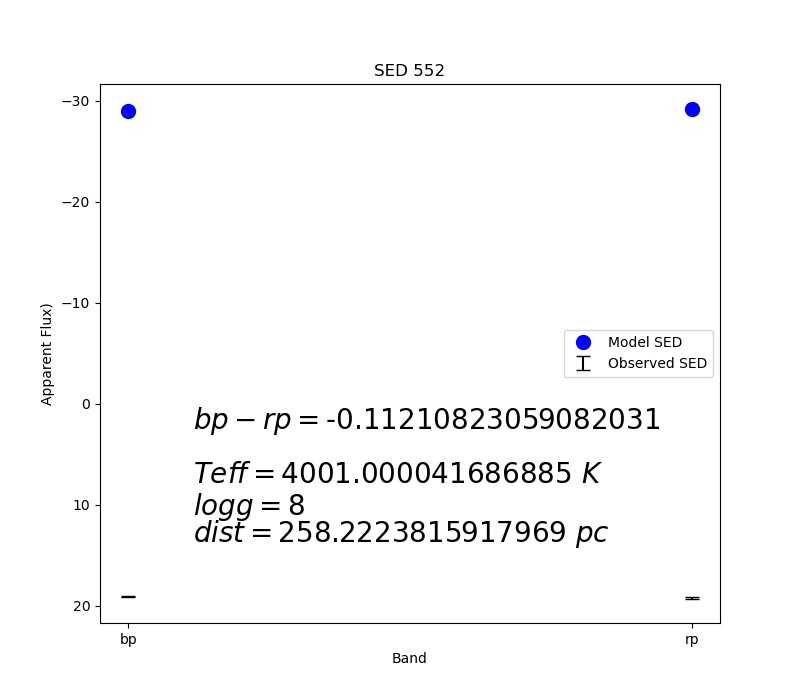 SED 552
−30
−20
−10
0
10
20
Apparent Flux)
Model SED
Observed SED
bp − rp = -0.11210823059082031
Teff = 4001.000041686885 K
logg = 8
dist = 258.2223815917969 pc
bp
rp
Band